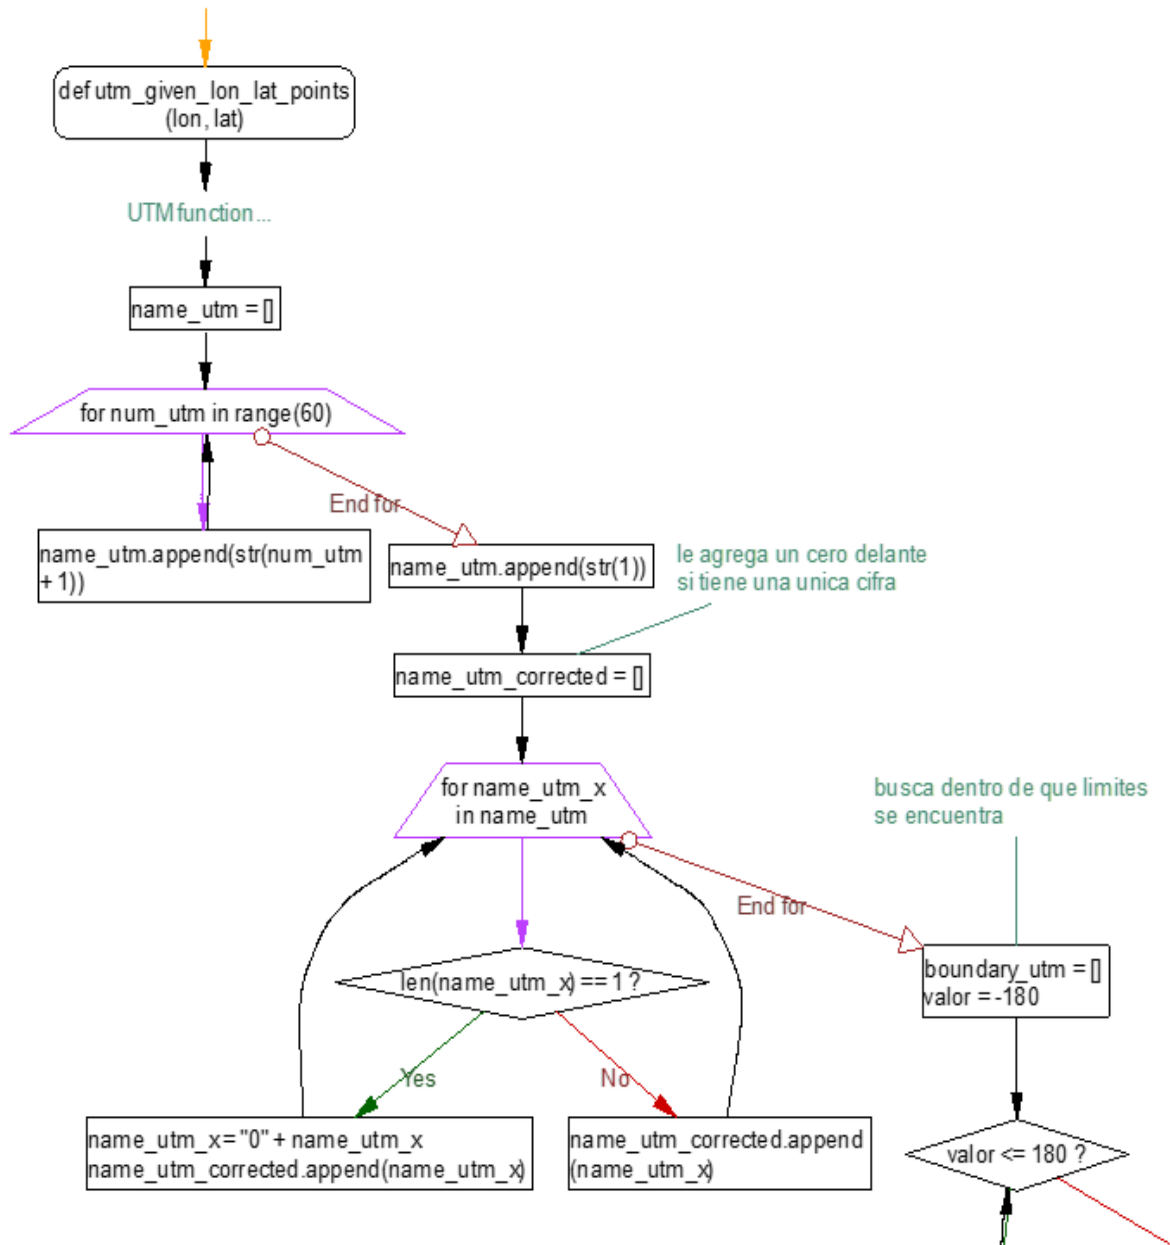 def utm_given_lon_lat_points
(lon, lat)
UTM function...
name_utm = []
for num_utm in range(60)
End for
name_utm.append(str(num_utm
+ 1))
name_utm.append(str(1))
le agrega un cero delante
si tiene una unica cifra
name_utm_corrected = []
for name_utm_x
in name_utm
busca dentro de que limites
se encuentra
End for
boundary_utm = []
valor = -180
len(name_utm_x) == 1 ?
Yes
No
name_utm_x = "0" + name_utm_x
name_utm_corrected.append(name_utm_x)
name_utm_corrected.append
(name_utm_x)
valor <= 180 ?